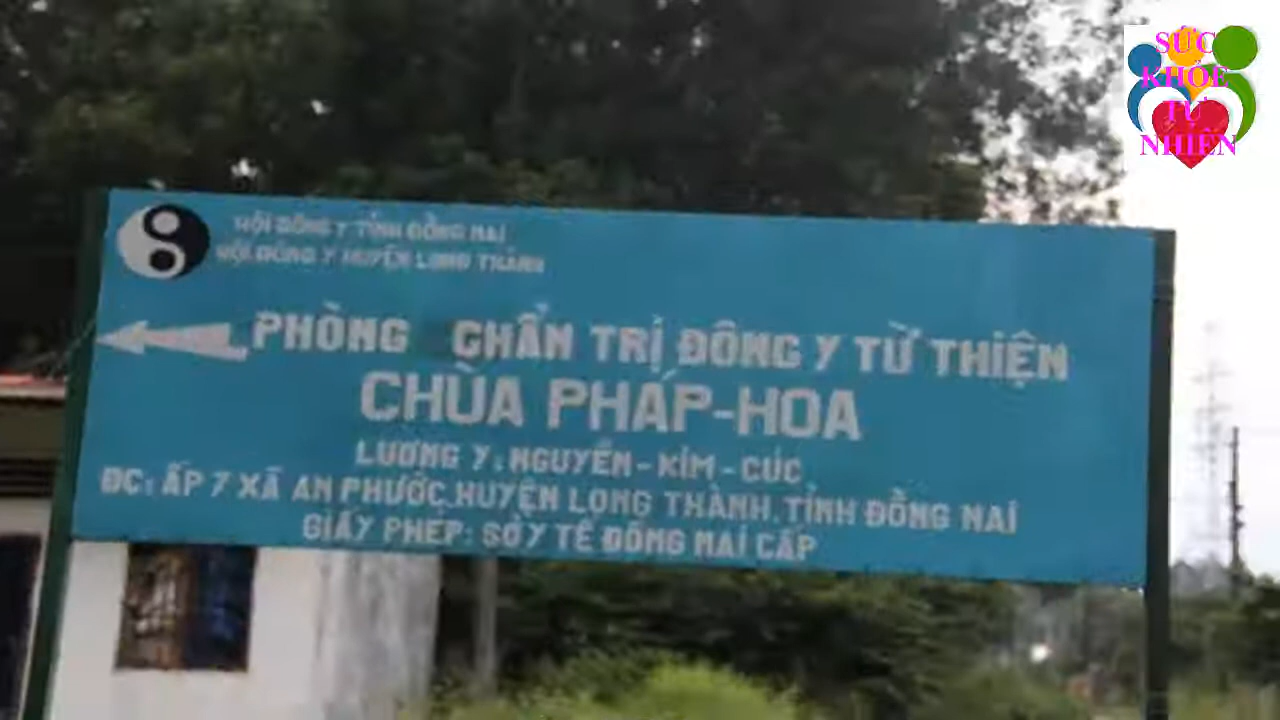 HỘI ĐÔNG Y TỈNH ĐỒNG NAI
HỘI ĐÔNG Y HUYỆN LONG THÀNH
PHÒNG CHẨN TRỊ ĐÔNG Y TỪ THIỆN
CHÙA PHÁP-HOA
LƯƠNG Y: NGUYỄN-KIM-CÚC
ĐC: ẤP 7 XÃ AN PHƯỚC.HUYỆN LONG THÀNH.TỈNH ĐỒNG NAI
GIẤY PHÉP: SỞ Y TẾ ĐỒNG NAI CẤP
SỨC
KHỎE
TỰ
NHIÊN